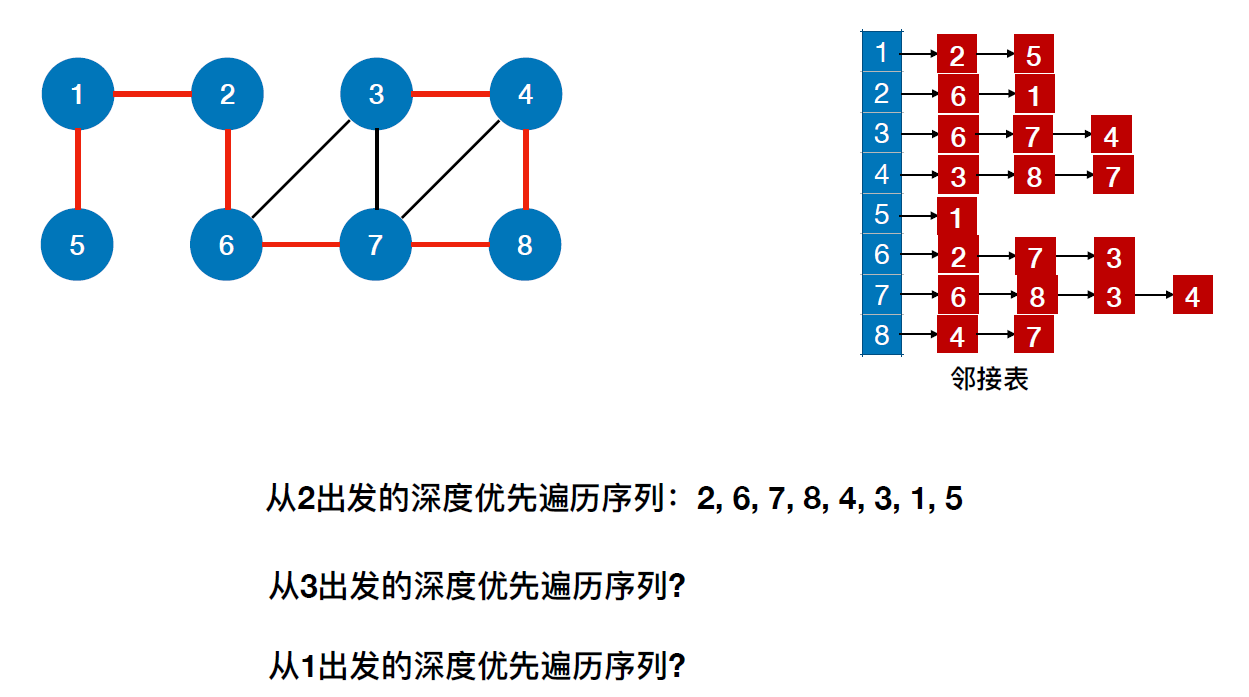 1 2 3 4
5 6 7 8
1 2 5
2 6 1
3 6 7 4
4 3 8 7
5 1
6 2 7 3
7 6 8 3 4
8 4 7
邻接表
从2出发的深度优先遍历序列：2, 6, 7, 8, 4, 3, 1, 5
从3出发的深度优先遍历序列?
从1出发的深度优先遍历序列?